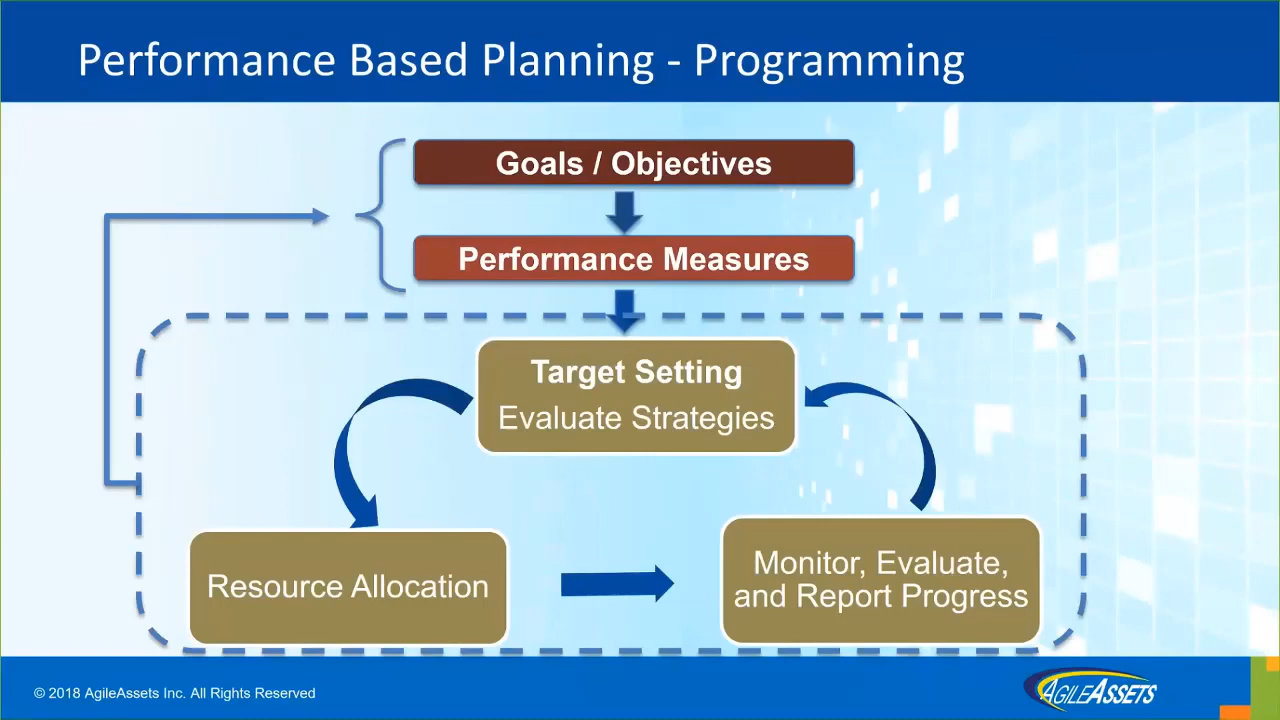 Performance Based Planning - Programming
Goals / Objectives
Performance Measures
Target Setting
Evaluate Strategies
Resource Allocation
Monitor, Evaluate,
and Report Progress
© 2018 AgileAssets Inc. All Rights Reserved
AGILEASSETS